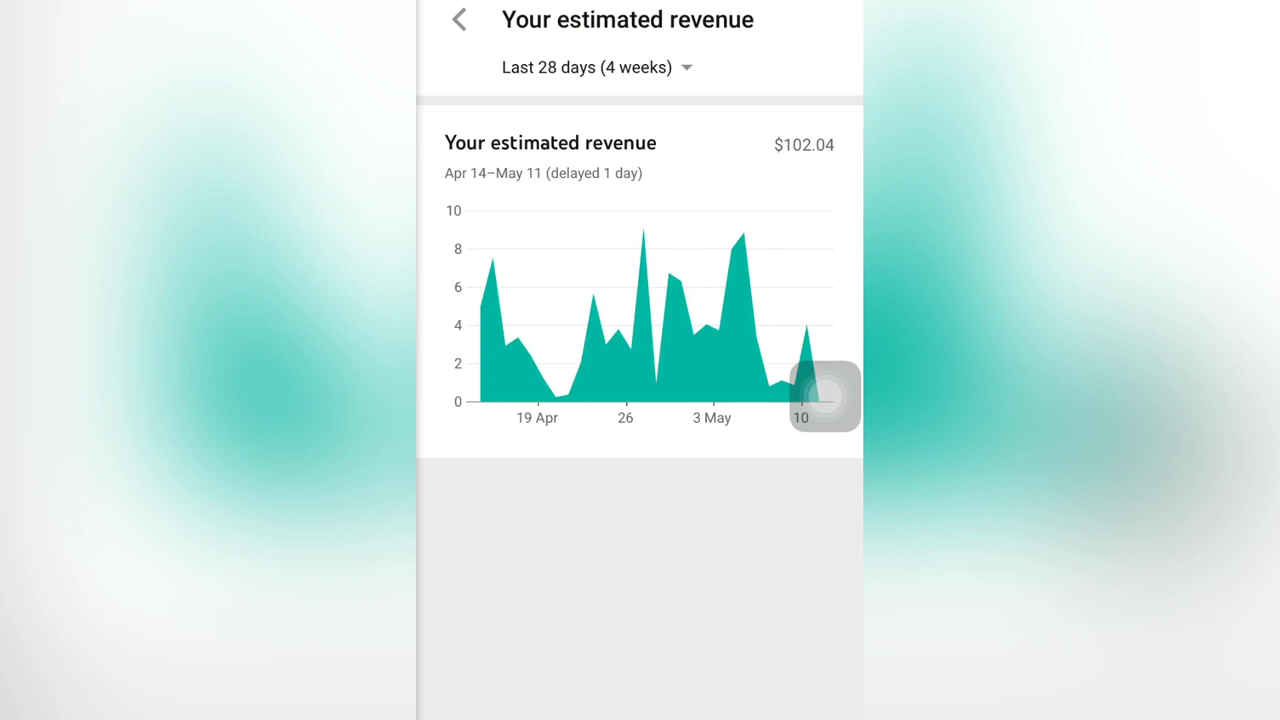 Your estimated revenue
Last 28 days (4 weeks)
Your estimated revenue
$102.04
Apr 14–May 11 (delayed 1 day)
10
8
6
4
2
0
19 Apr
26
3 May
10